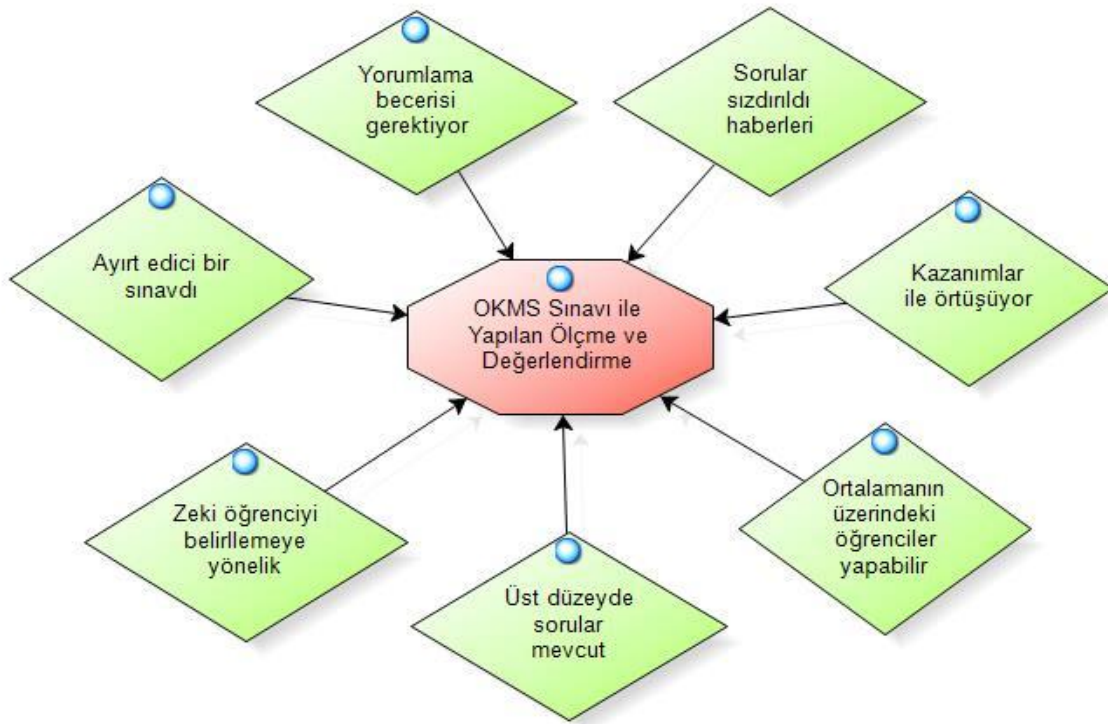 Yorumlama
becerisi
gerektiyor
Sorular
sızdırıldı
haberleri
Ayırt edici bir
sınavdı
OKMS Sınavı ile
Yapılan Ölçme ve
Değerlendirme
Kazanımlar
ile örtüşüyor
Zeki öğrenciyi
belirllemeye
yönelik
Üst düzeyde
sorular
mevcut
Ortalamanın
üzerindeki
öğrenciler
yapabilir